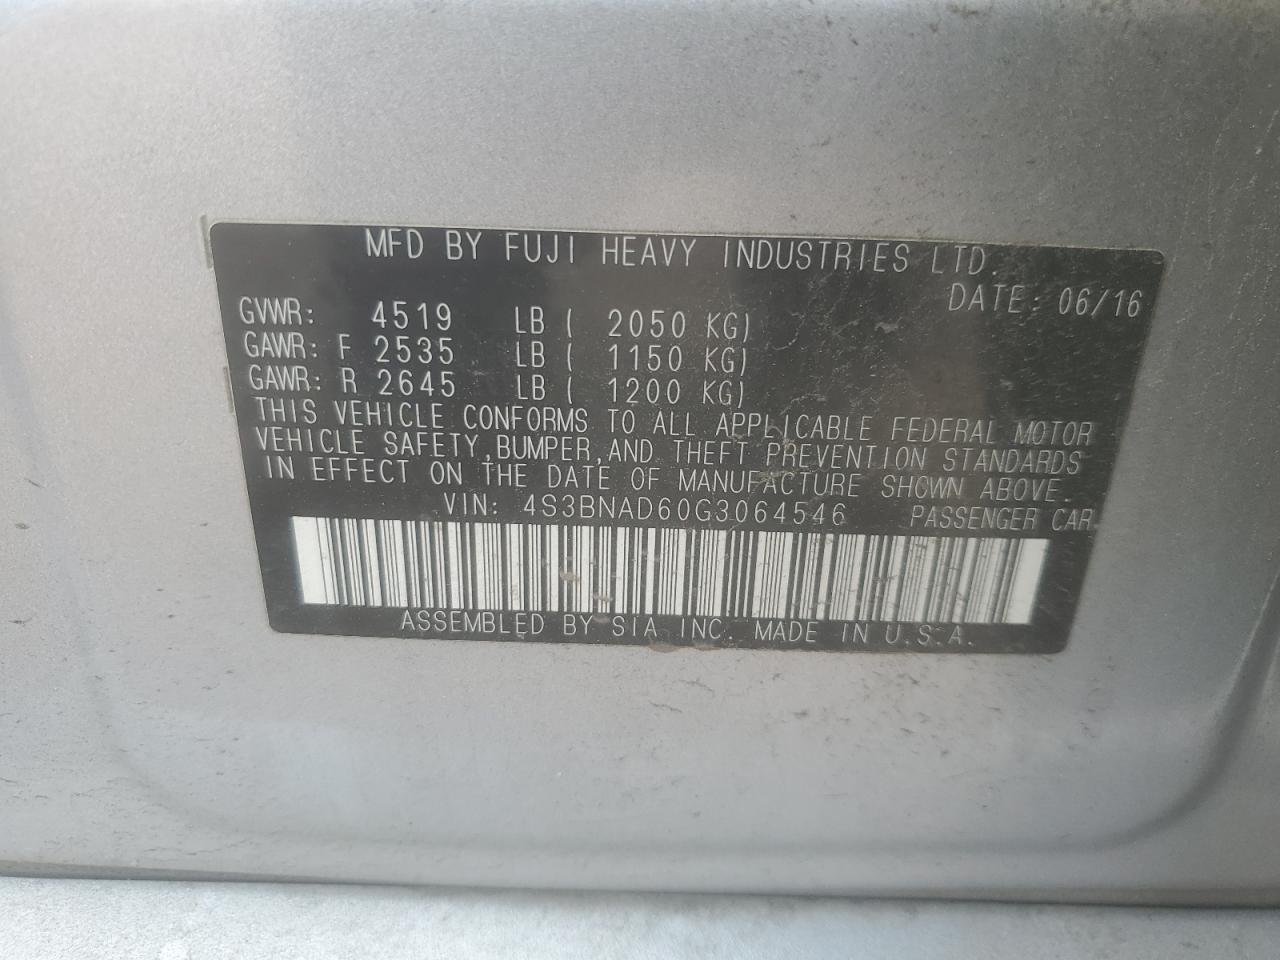 MFD BY FUJI HEAVY INDUSTRIES LTD.
DATE: 06/16
GVWR: 4519 LB ( 2050 KG)
GAWR: F 2535 LB ( 1150 KG)
GAWR: R 2645 LB ( 1200 KG)
THIS VEHICLE CONFORMS TO ALL APPLICABLE FEDERAL MOTOR
VEHICLE SAFETY, BUMPER, AND THEFT PREVENTION STANDARDS
IN EFFECT ON THE DATE OF MANUFACTURE SHOWN ABOVE.
VIN: 4S3BNAD60G3064546 PASSENGER CAR.
ASSEMBLED BY SIA INC. MADE IN U.S.A.